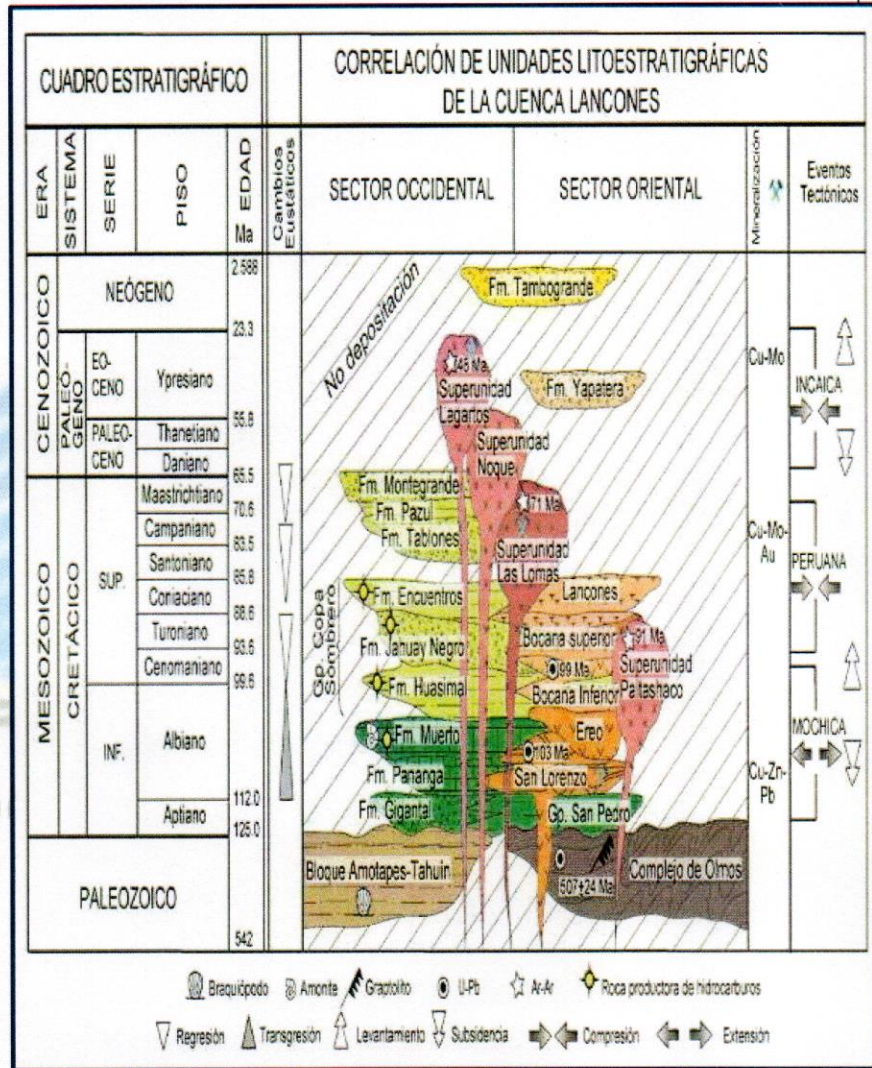 CUADRO ESTRATIGRÁFICO
CORRELACIÓN DE UNIDADES LITOESTRATIGRÁFICAS
DE LA CUENCA LANCONES
ERA
SISTEMA
SERIE
PISO
EDAD
Ma
Cambios
Eustáticos
SECTOR OCCIDENTAL
SECTOR ORIENTAL
Mineralización
Eventos
Tectónicos
CENOZOICO
NEÓGENO
PALEÓ-
GENO
EO-
CENO
Ypresiano
PALEO-
CENO
Thanetiano
Daniano
MESOZOICO
CRETÁCICO
SUP.
Maastrichtiano
Campaniano
Santoniano
Coniaciano
Turoniano
Cenomaniano
INF.
Albiano
Aptiano
PALEOZOICO
2.588
23.3
55.8
65.5
70.6
83.5
85.8
88.6
93.6
99.6
112.0
125.0
542
No depositación
Fm. Tambogrande
Superunidad
Lagartos
Fm. Yapatera
Superunidad
Noque
Fm. Montegrande
Fm. Pazul
Fm. Tablones
71 Ma.
Superunidad
Las Lomas
Gp. Copa
Sombrero
Fm. Encuentros
Lancones
Fm. Jahuay Negro
Bocana superior
91 Ma
Superunidad
Paltashaco
99 Ma.
Fm. Huasimal
Bocana Inferior
Ereo
Fm. Muerto
103 Ma.
Fm. Pananga
San Lorenzo
Fm. Gigantal
Gp. San Pedro
Bloque Amotapes-Tahuin
Complejo de Olmos
Cu-Mo
Cu-Mo-
Au
Cu-Zn-
Pb
INCAICA
PERUANA
MOCHICA
Braquiópodo
Amonite
Graptolito
U-Pb
Ar-Ar
Roca productora de hidrocarburos
Regresión
Transgresión
Levantamiento
Subsidencia
Compresión
Extensión